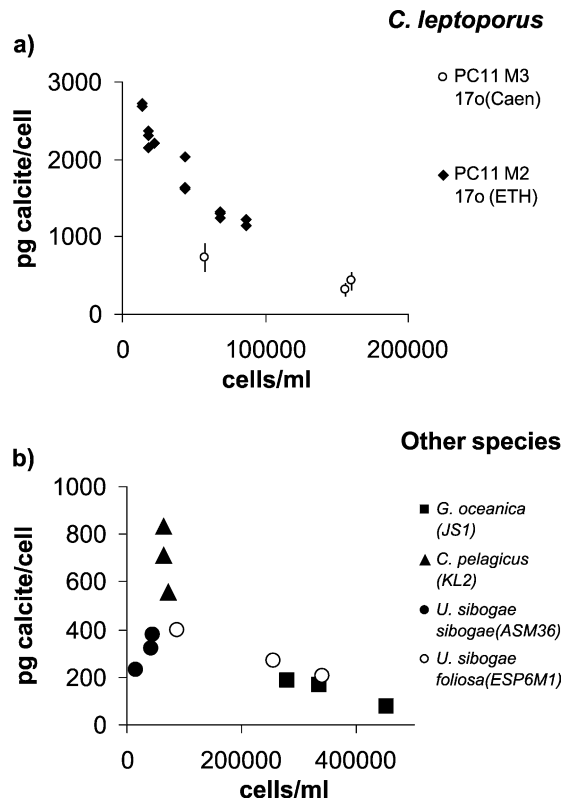 C. leptoporus
a)
3000
2000
1000
0
pg calcite/cell
0
100000
200000
cells/ml
PC11 M3
17o(Caen)
PC11 M2
17o (ETH)
Other species
b)
1000
800
600
400
200
0
pg calcite/cell
0
200000
400000
cells/ml
G. oceanica
(JS1)
C. pelagicus
(KL2)
U. sibogae
sibogae(ASM36)
U. sibogae
foliosa(ESP6M1)